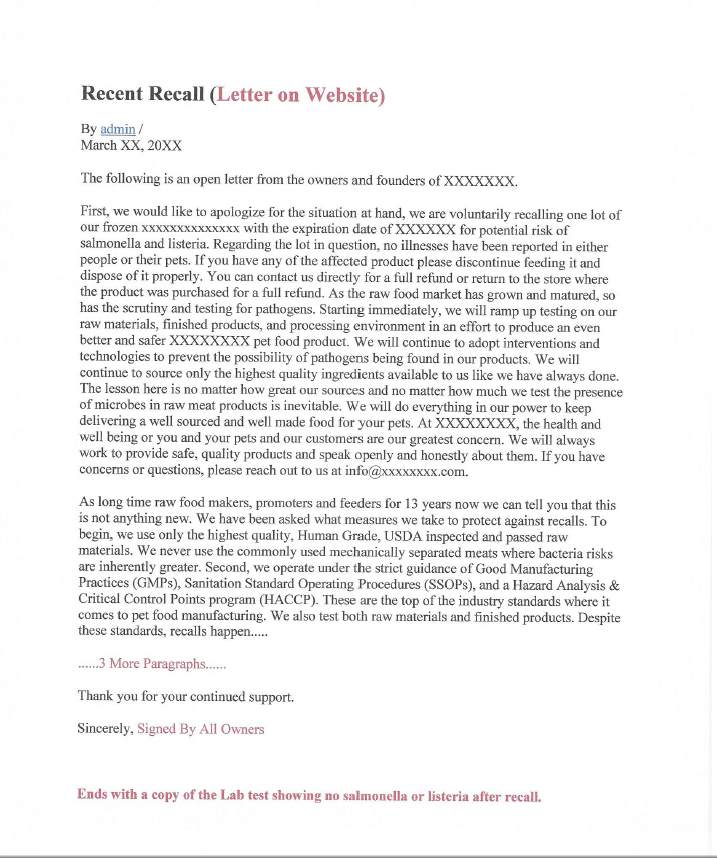 Recent Recall (Letter on Website)
By admin /
March XX, 20XX
The following is an open letter from the owners and founders of XXXXXXX.
First, we would like to apologize for the situation at hand, we are voluntarily recalling one lot of
our frozen xxxxxxxxxxxxxx with the expiration date of XXXXXX for potential risk of
salmonella and listeria. Regarding the lot in question, no illnesses have been reported in either
people or their pets. If you have any of the affected product please discontinue feeding it and
dispose of it properly. You can contact us directly for a full refund or return to the store where
the product was purchased for a full refund. As the raw food market has grown and matured, so
has the scrutiny and testing for pathogens. Starting immediately, we will ramp up testing on our
raw materials, finished products, and processing environment in an effort to produce an even
better and safer XXXXXXXX pet food product. We will continue to adopt interventions and
technologies to prevent the possibility of pathogens being found in our products. We will
continue to source only the highest quality ingredients available to us like we have always done.
The lesson here is no matter how great our sources and no matter how much we test the presence
of microbes in raw meat products is inevitable. We will do everything in our power to keep
delivering a well sourced and well made food for your pets. At XXXXXXXX, the health and
well being or you and your pets and our customers are our greatest concern. We will always
work to provide safe, quality products and speak openly and honestly about them. If you have
concerns or questions, please reach out to us at info@xxxxxxxx.com.
As long time raw food makers, promoters and feeders for 13 years now we can tell you that this
is not anything new. We have been asked what measures we take to protect against recalls. To
begin, we use only the highest quality, Human Grade, USDA inspected and passed raw
materials. We never use the commonly used mechanically separated meats where bacteria risks
are inherently greater. Second, we operate under the strict guidance of Good Manufacturing
Practices (GMPs), Sanitation Standard Operating Procedures (SSOPs), and a Hazard Analysis &
Critical Control Points program (HACCP). These are the top of the industry standards where it
comes to pet food manufacturing. We also test both raw materials and finished products. Despite
these standards, recalls happen.....
......3 More Paragraphs......
Thank you for your continued support.
Sincerely, Signed By All Owners
Ends with a copy of the Lab test showing no salmonella or listeria after recall.